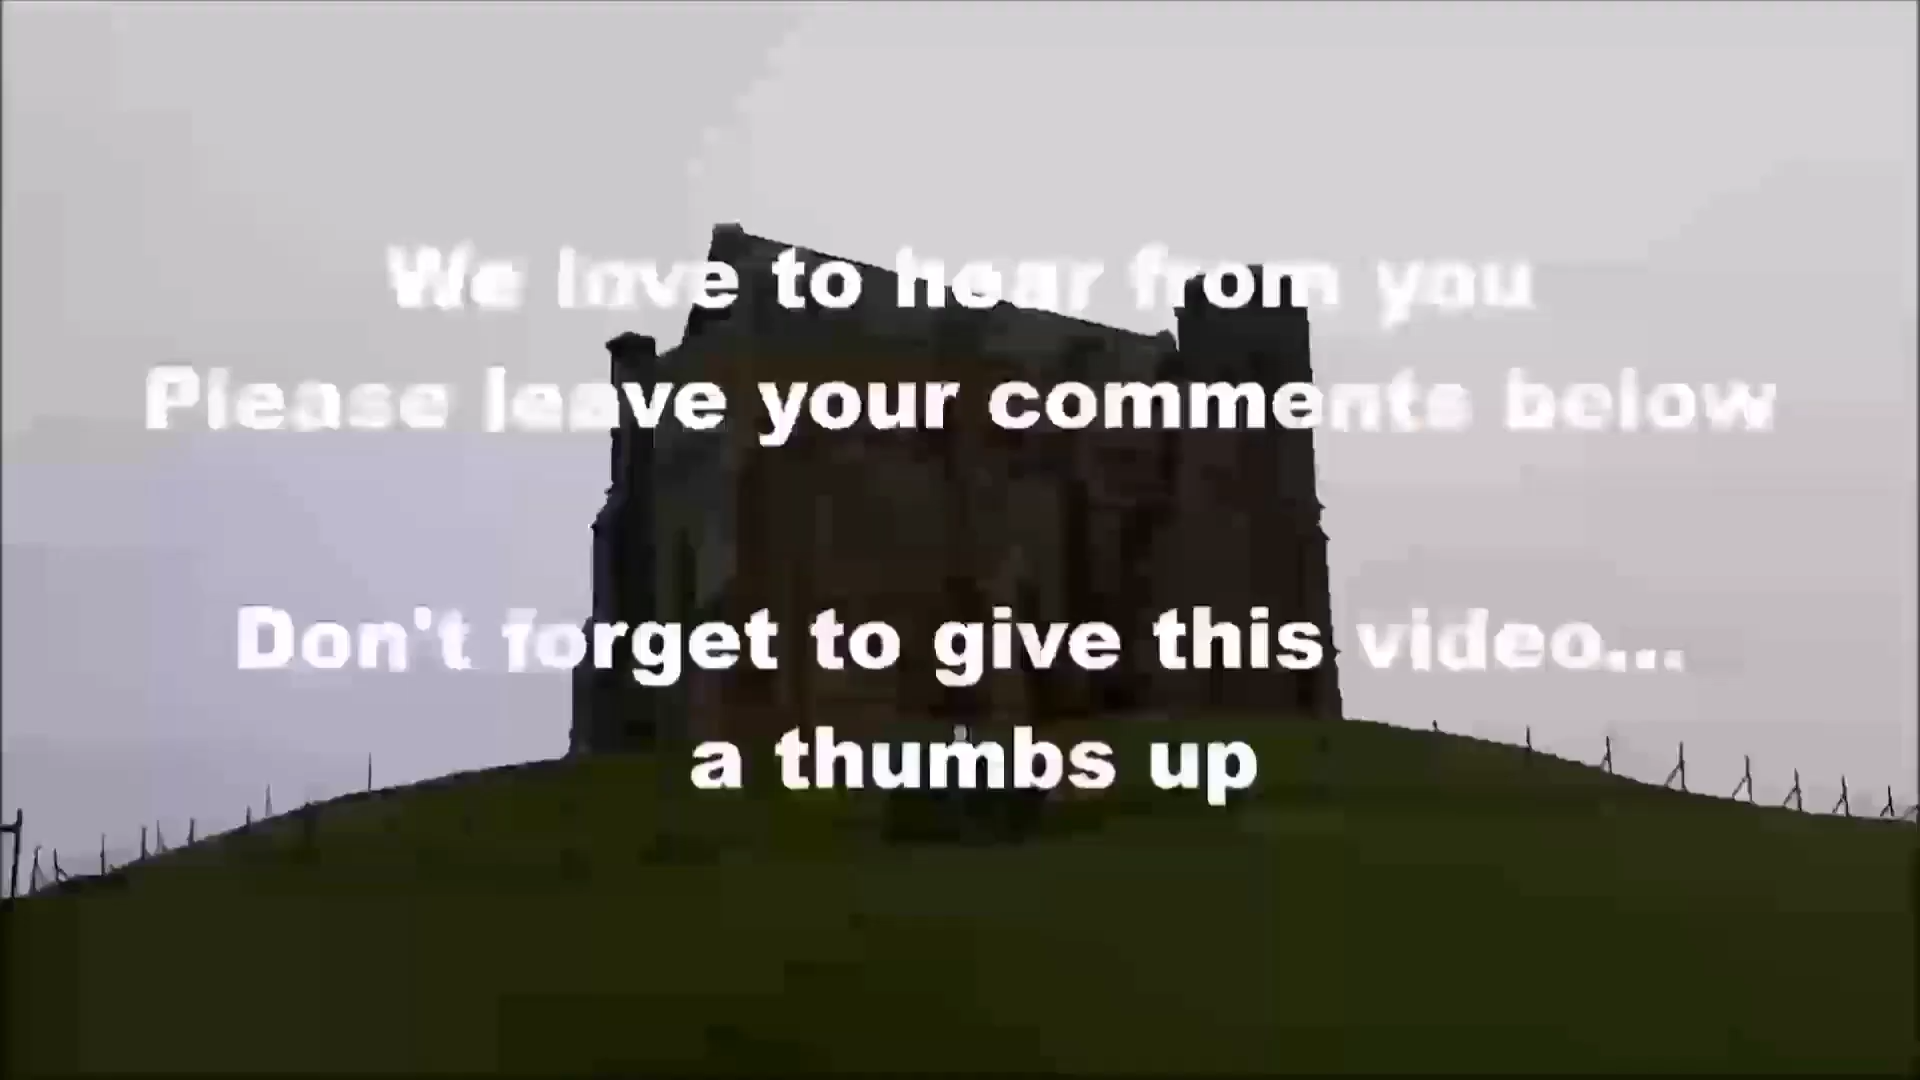 We love to hear from you
Please leave your comments below
Don't forget to give this video...
a thumbs up